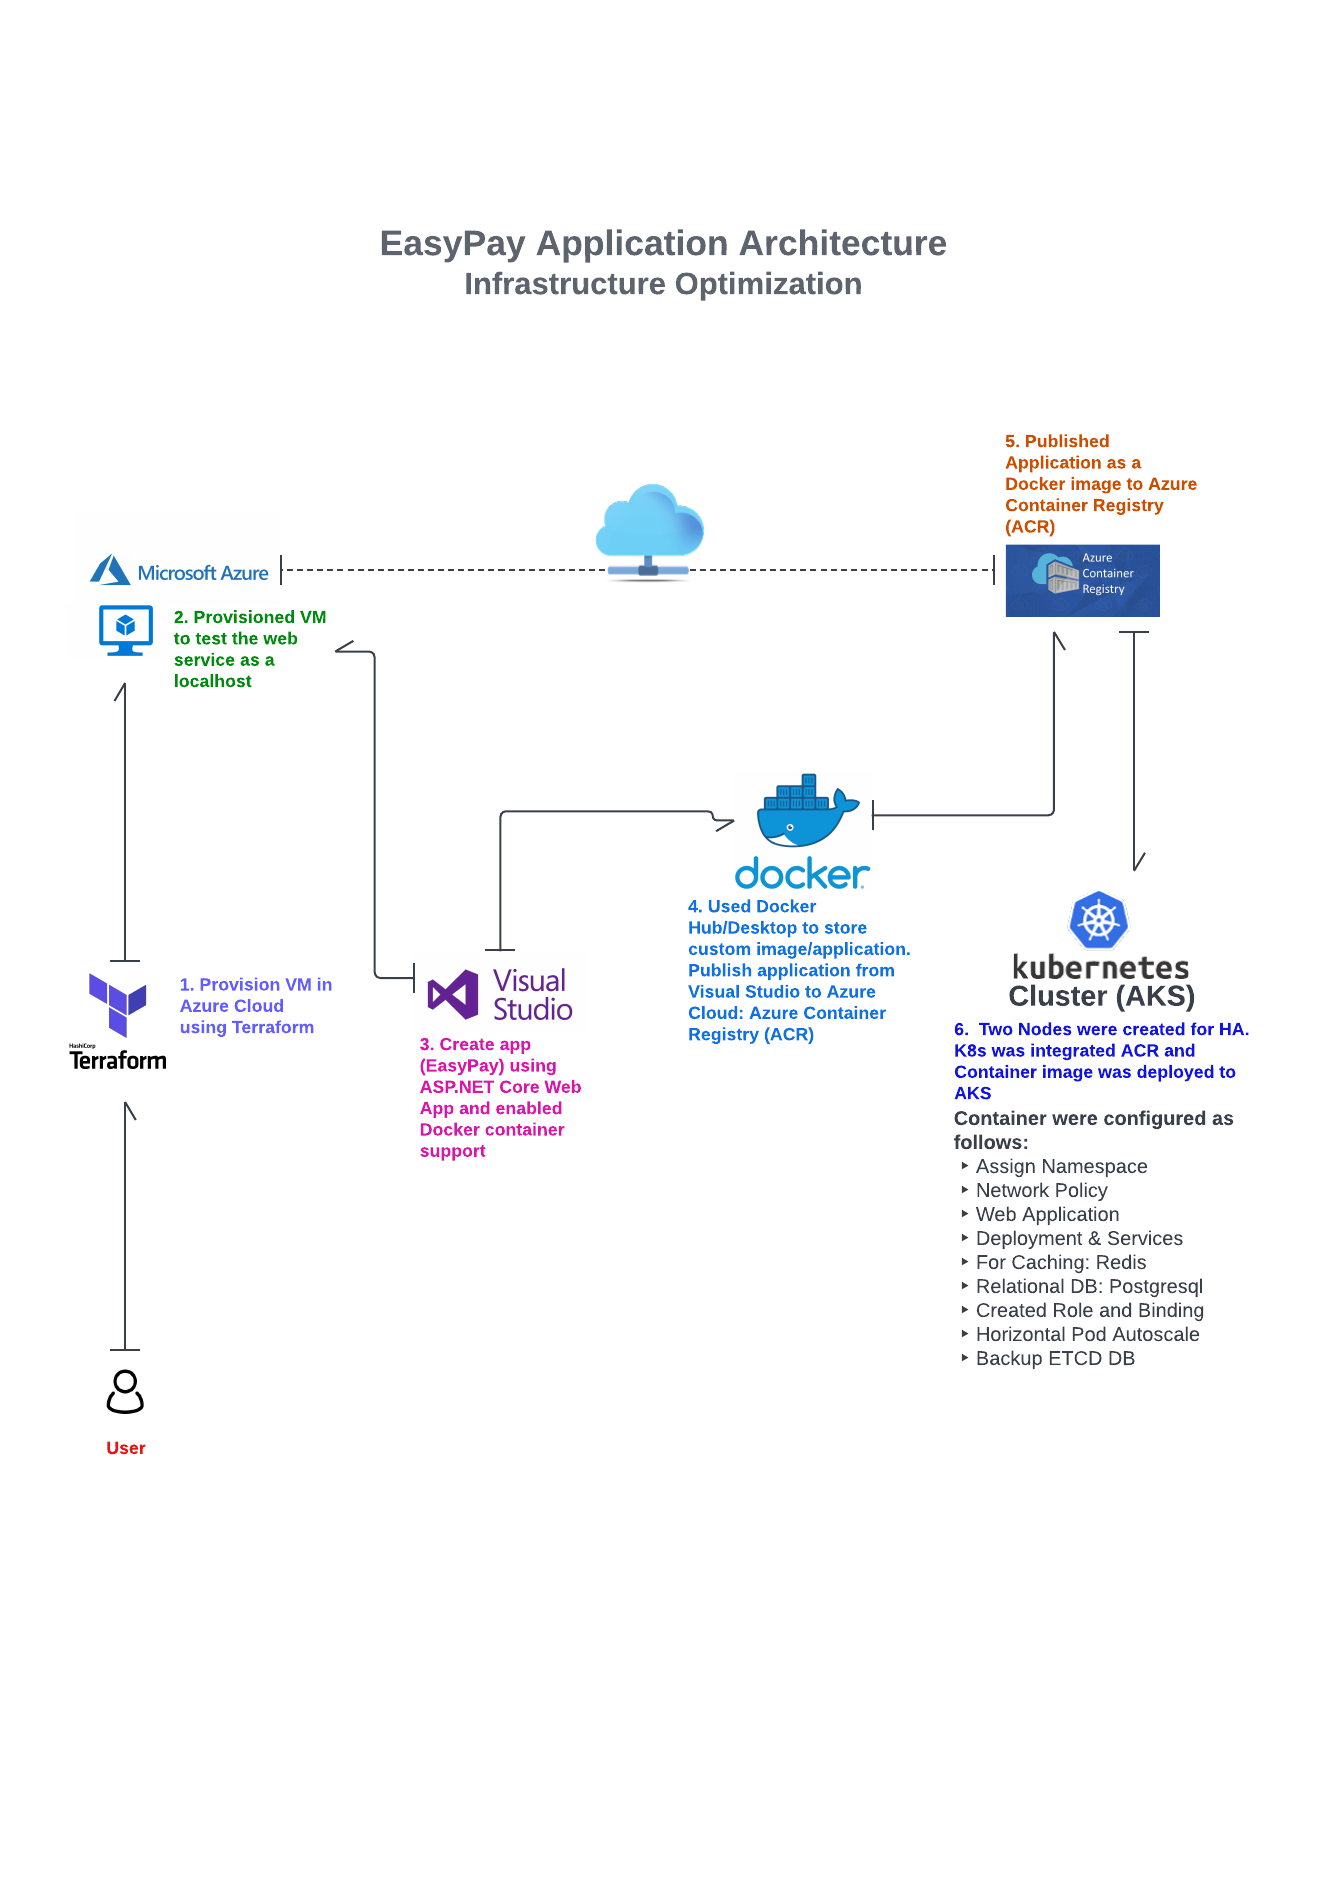 EasyPay Application Architecture
Infrastructure Optimization
5. Published
Application as a
Docker image to Azure
Container Registry
(ACR)
Microsoft Azure
Azure
Container
Registry
2. Provisioned VM
to test the web
service as a
localhost
docker
4. Used Docker
Hub/Desktop to store
custom image/application.
Publish application from
Visual Studio to Azure
Cloud: Azure Container
Registry (ACR)
1. Provision VM in
Azure Cloud
using Terraform
HashiCorp
Terraform
Visual
Studio
3. Create app
(EasyPay) using
ASP.NET Core Web
App and enabled
Docker container
support
kubernetes
Cluster (AKS)
6.  Two Nodes were created for HA.
K8s was integrated ACR and
Container image was deployed to
AKS
Container were configured as
follows:
‣ Assign Namespace
‣ Network Policy
‣ Web Application
‣ Deployment & Services
‣ For Caching: Redis
‣ Relational DB: Postgresql
‣ Created Role and Binding
‣ Horizontal Pod Autoscale
‣ Backup ETCD DB
User